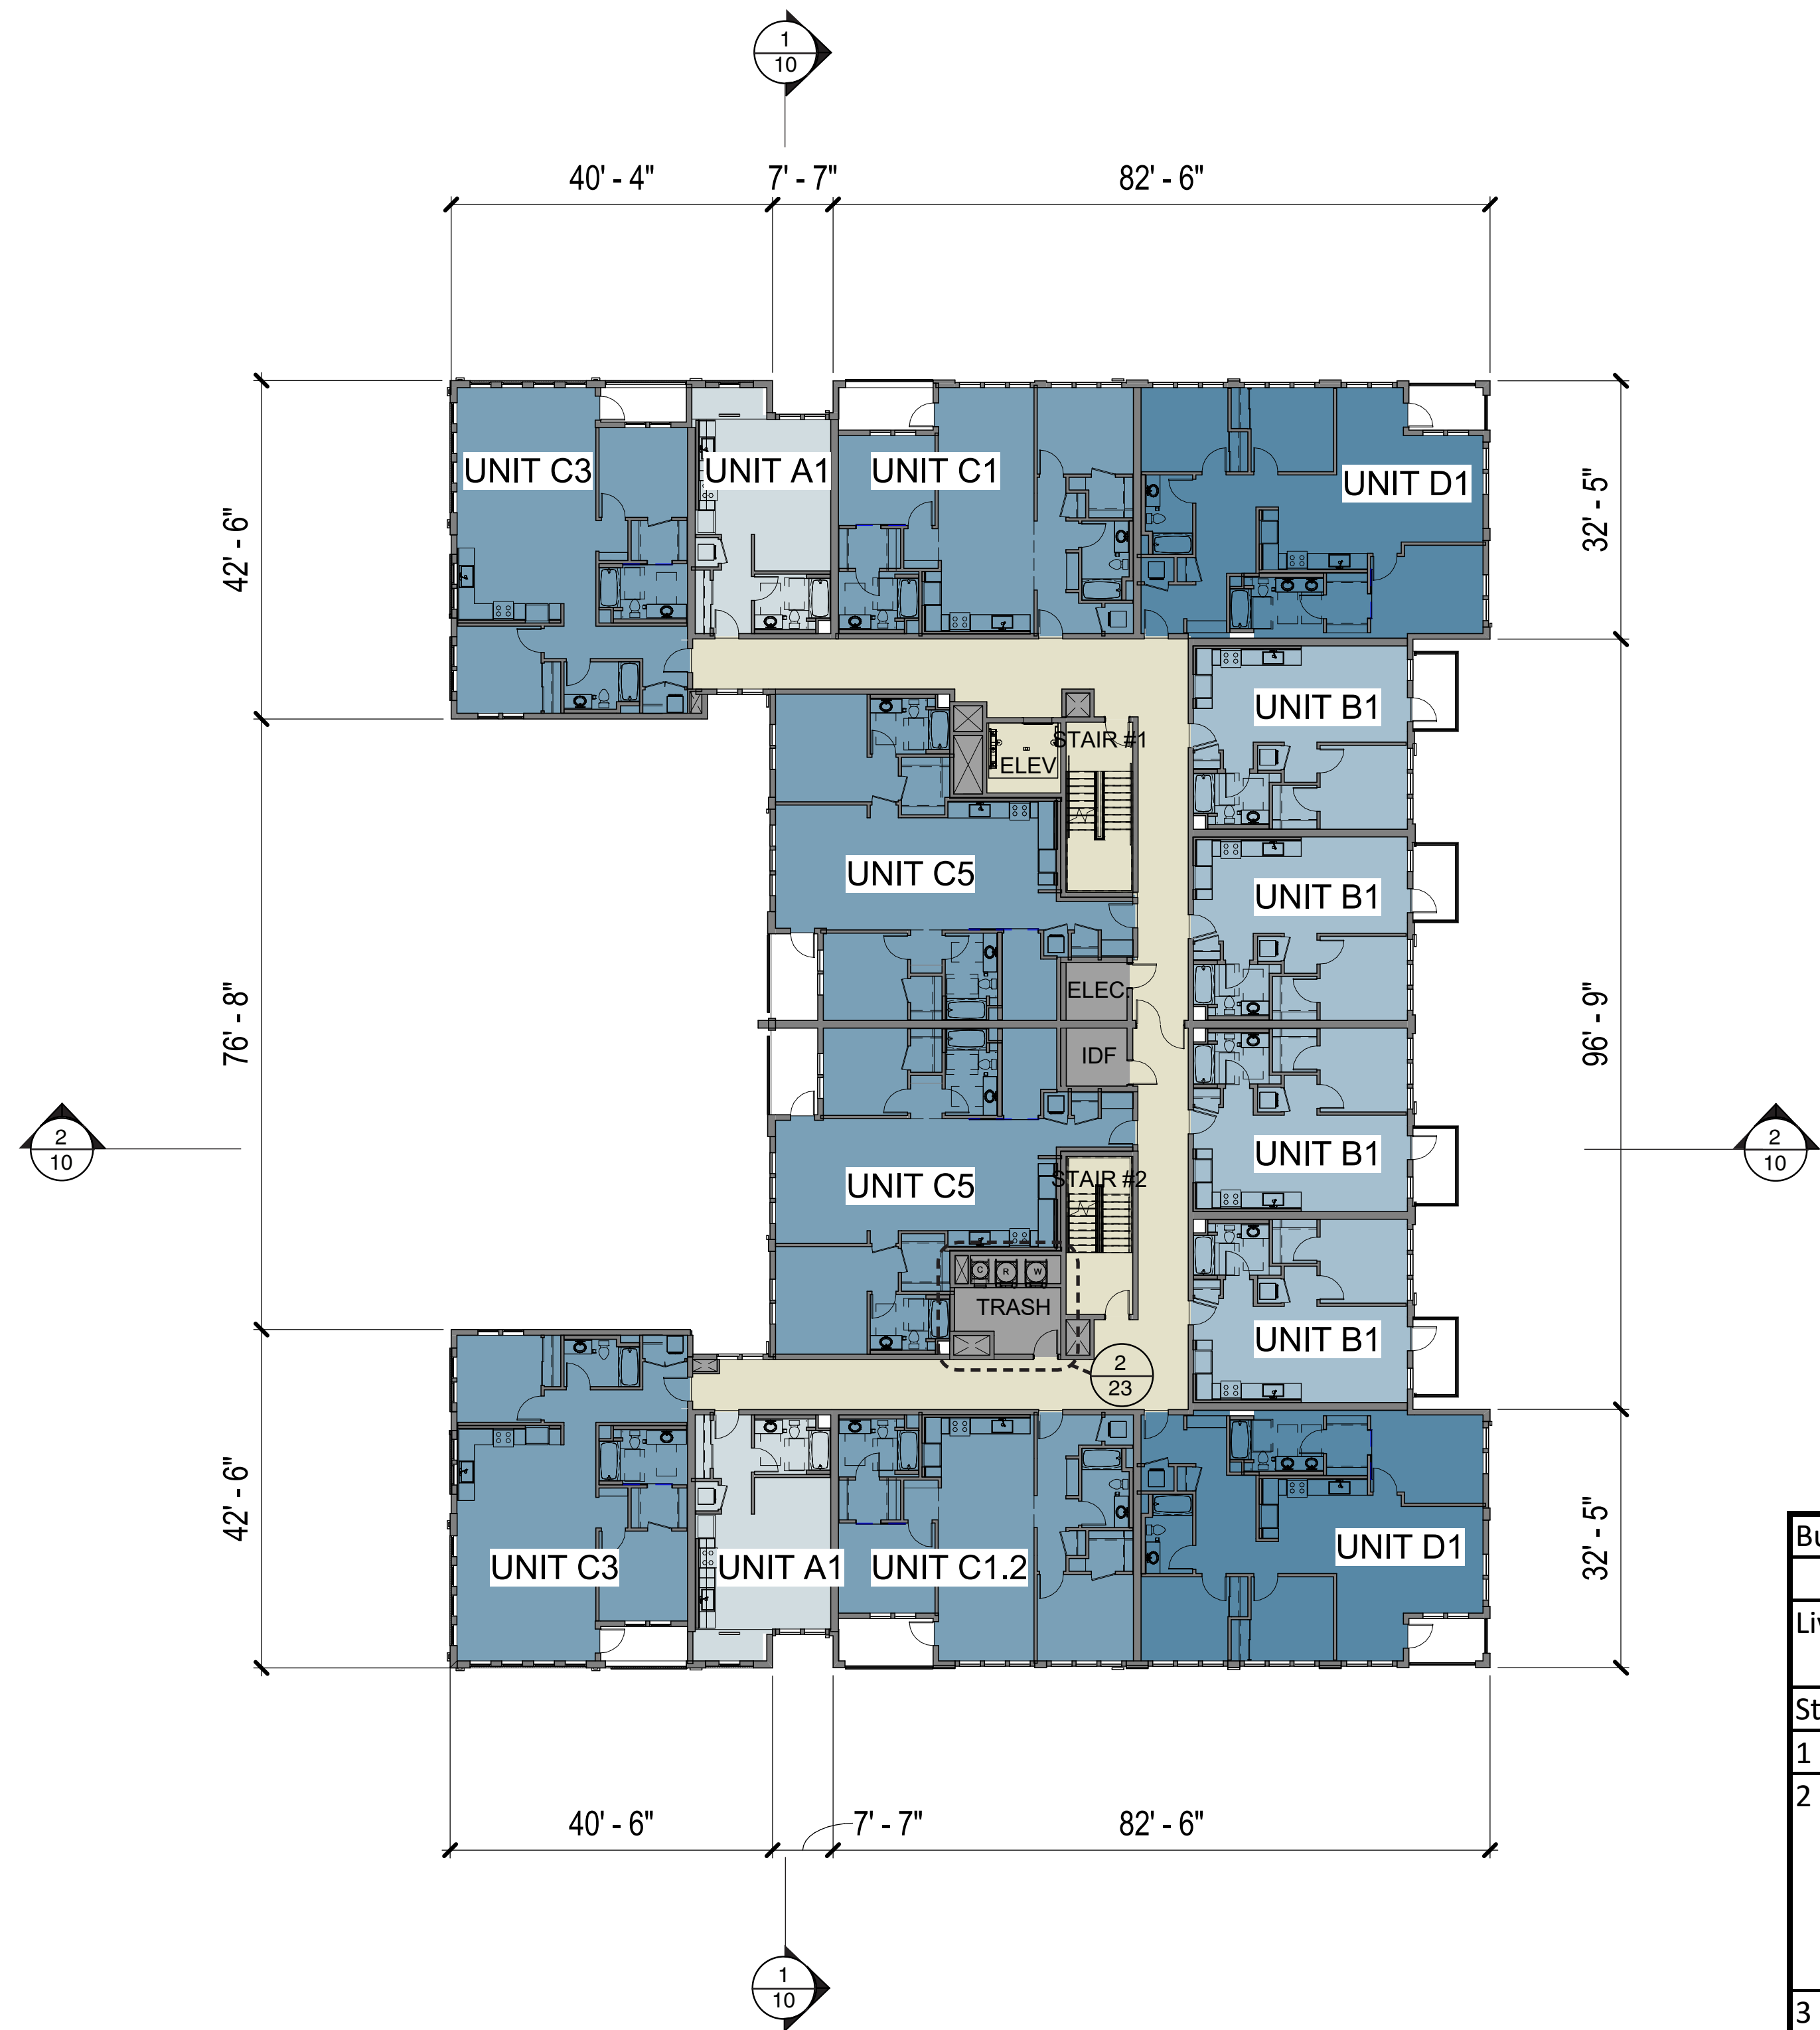 1
10
40' - 4"
7' - 7"
82' - 6"
UNIT C3
UNIT A1
UNIT C1
UNIT D1
42' - 6"
32' - 5"
UNIT B1
STAIR #1
ELEV
UNIT C5
UNIT B1
ELEC.
76' - 8"
96' - 9"
IDF
2
10
2
10
UNIT B1
UNIT C5
STAIR #2
C
R
W
TRASH
UNIT B1
2
23
42' - 6"
32' - 5"
UNIT C3
UNIT A1
UNIT C1.2
UNIT D1
St
1
2
40' - 6"
7' - 7"
82' - 6"
1
10
3